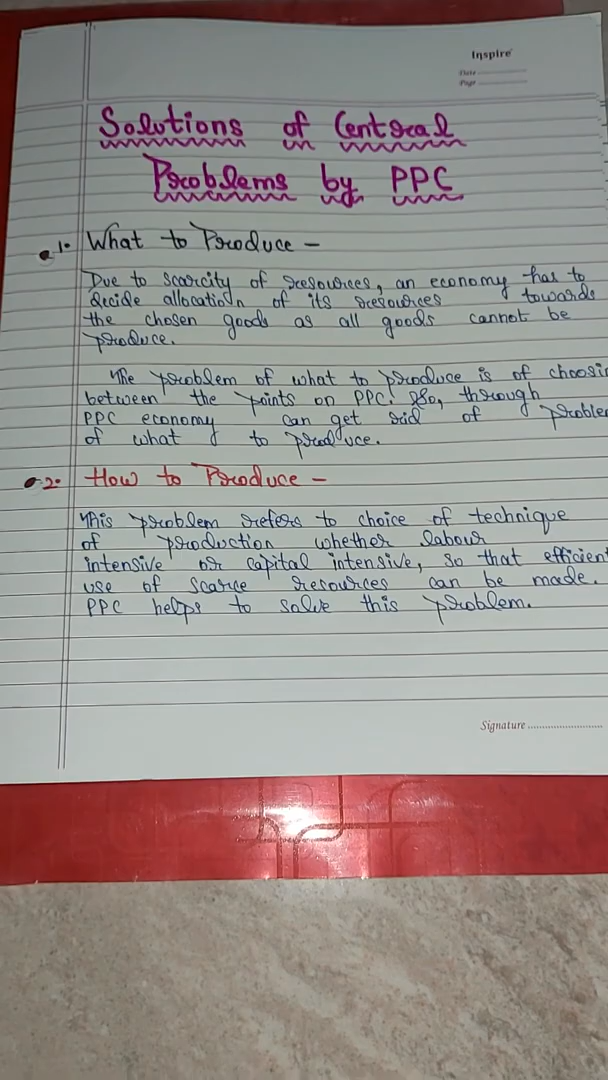 Inspire
Date
Page
Solutions of Central
Problems by PPC
1. What to Produce -
Due to scarcity of resources, an economy has to
decide allocation of its resources towards
the chosen goods as all goods cannot be
produce.
The problem of what to produce is of choosin
between the points on PPC. So, through
PPC economy can get rid of problem
of what to produce.
2. How to Produce -
This problem refers to choice of technique
of production whether labour
intensive or capital intensive, so that efficient
use of scarce resources can be made.
PPC helps to solve this problem.
Signature